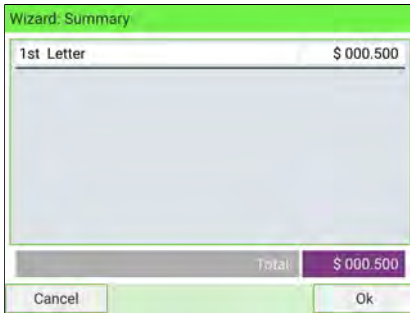 Wizard: Summary
1st Letter $ 000.500
Total $ 000.500
Cancel Ok